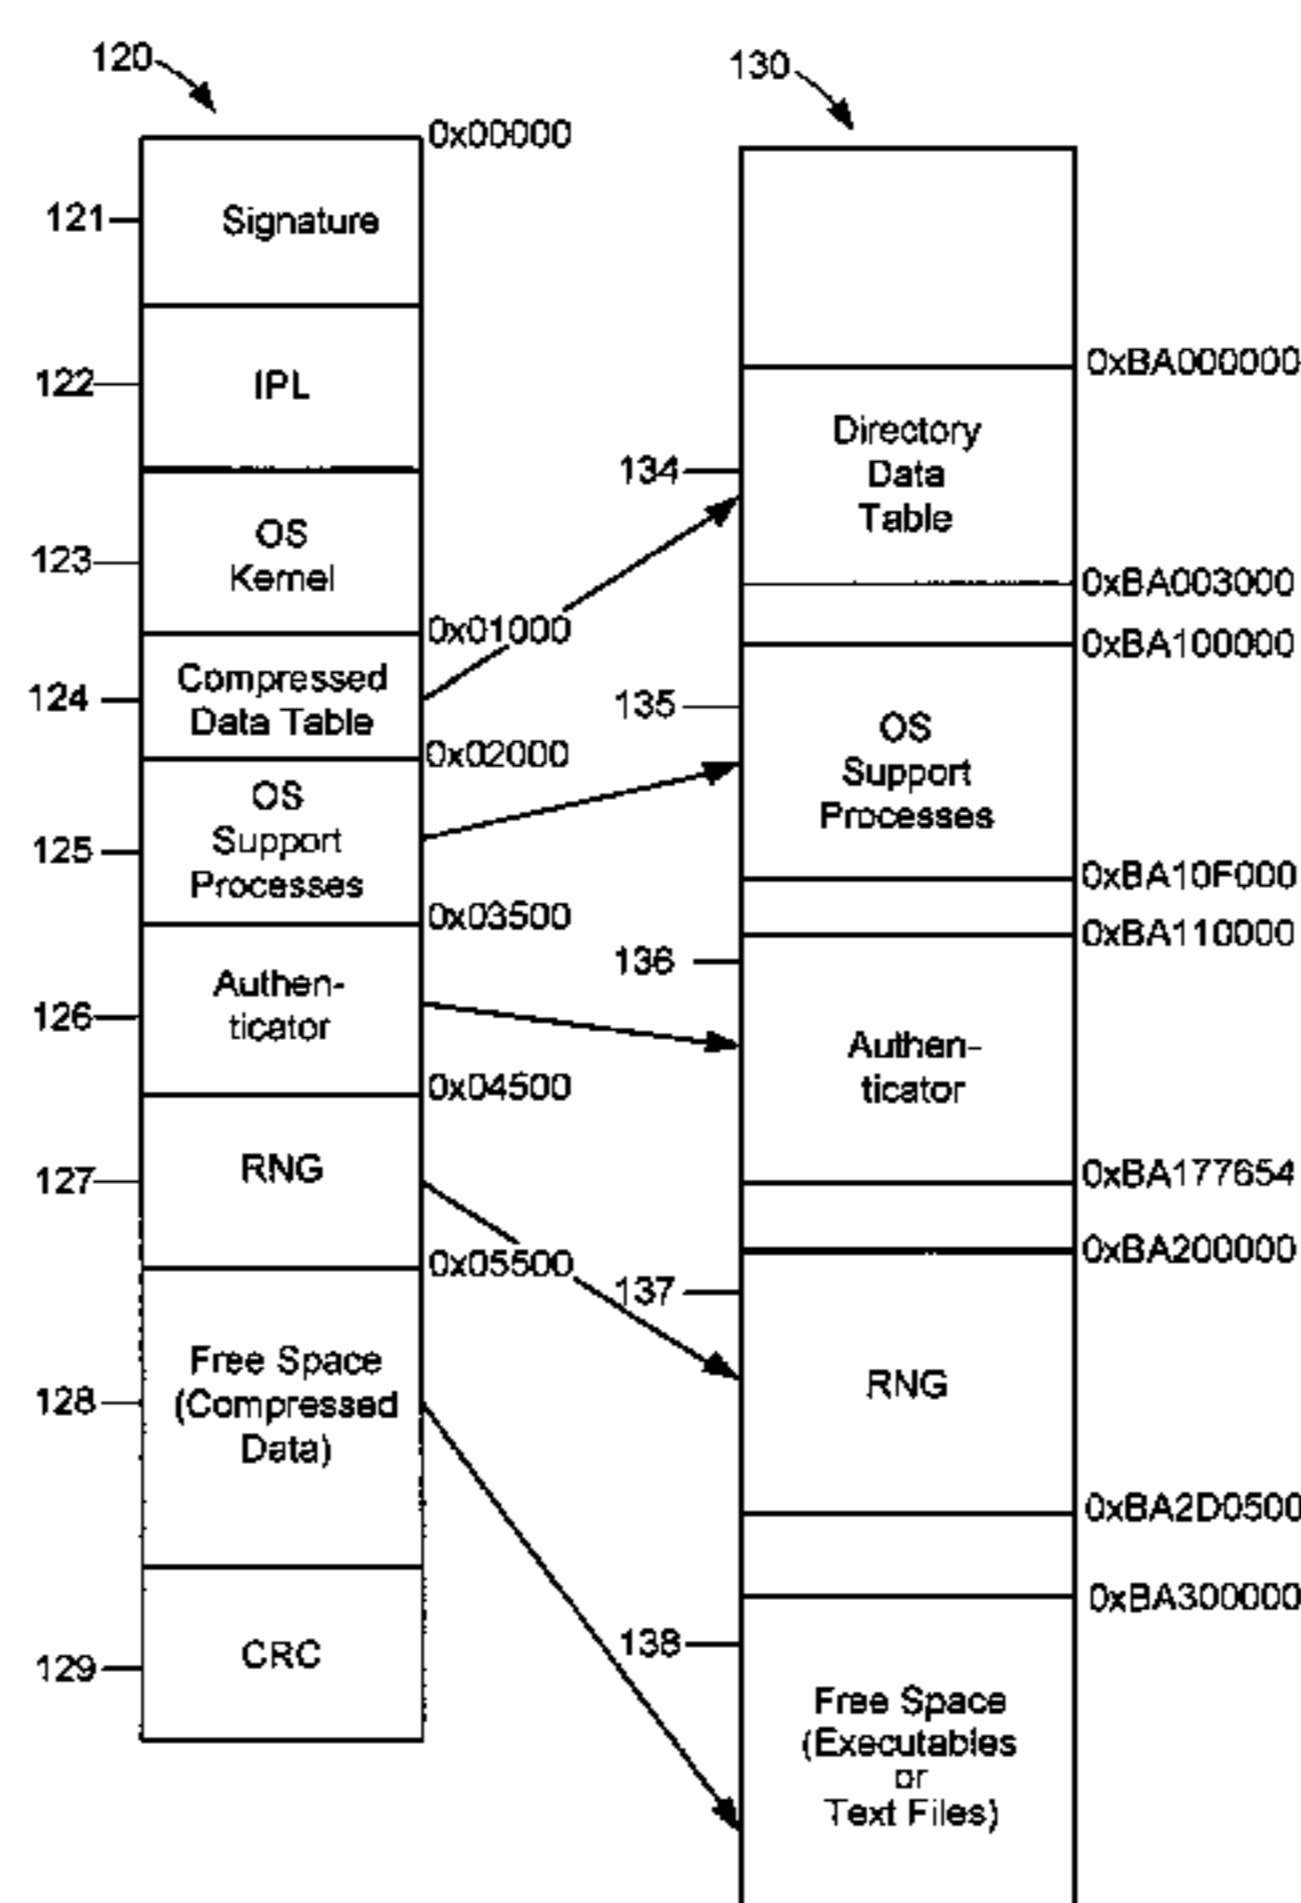 120
0x00000
121
Signature
122
IPL
123
OS
Kernel
0x01000
124
Compressed
Data Table
0x02000
125
OS
Support
Processes
0x03500
126
Authen-
ticator
0x04500
127
RNG
0x05500
128
Free Space
(Compressed
Data)
129
CRC
130
0xBA000000
134
Directory
Data
Table
0xBA003000
0xBA100000
135
OS
Support
Processes
0xBA10F000
0xBA110000
136
Authen-
ticator
0xBA177654
0xBA200000
137
RNG
0xBA2D0500
0xBA300000
138
Free Space
(Executables
or
Text Files)